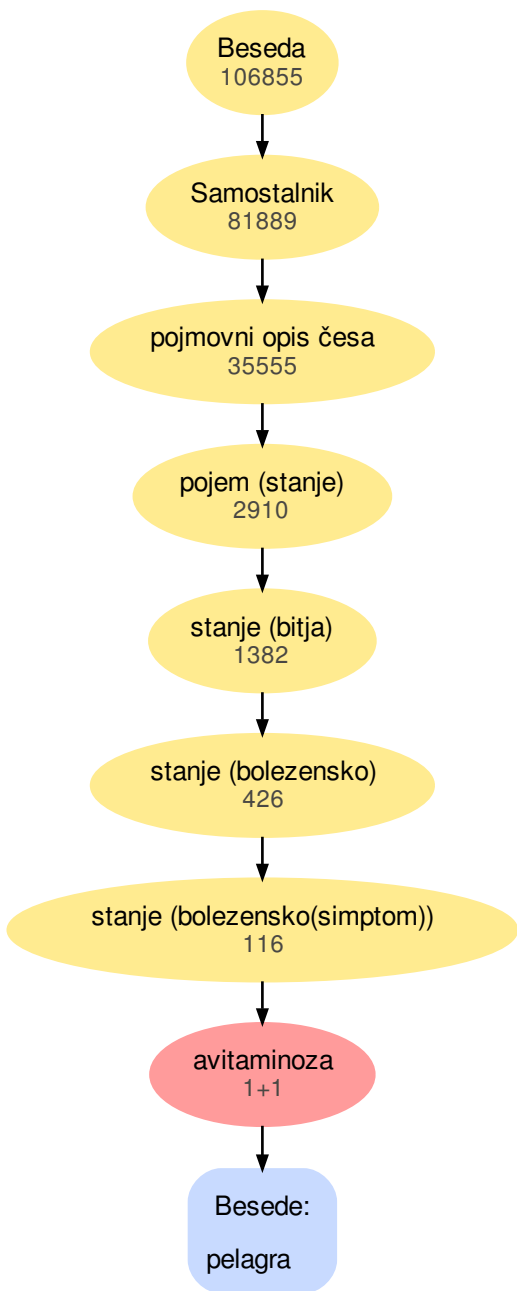 Beseda
106855
Samostalnik
81889
pojmovni opis česa
35555
pojem (stanje)
2910
stanje (bitja)
1382
stanje (bolezensko)
426
stanje (bolezensko(simptom))
116
avitaminoza
1+1
Besede:
pelagra